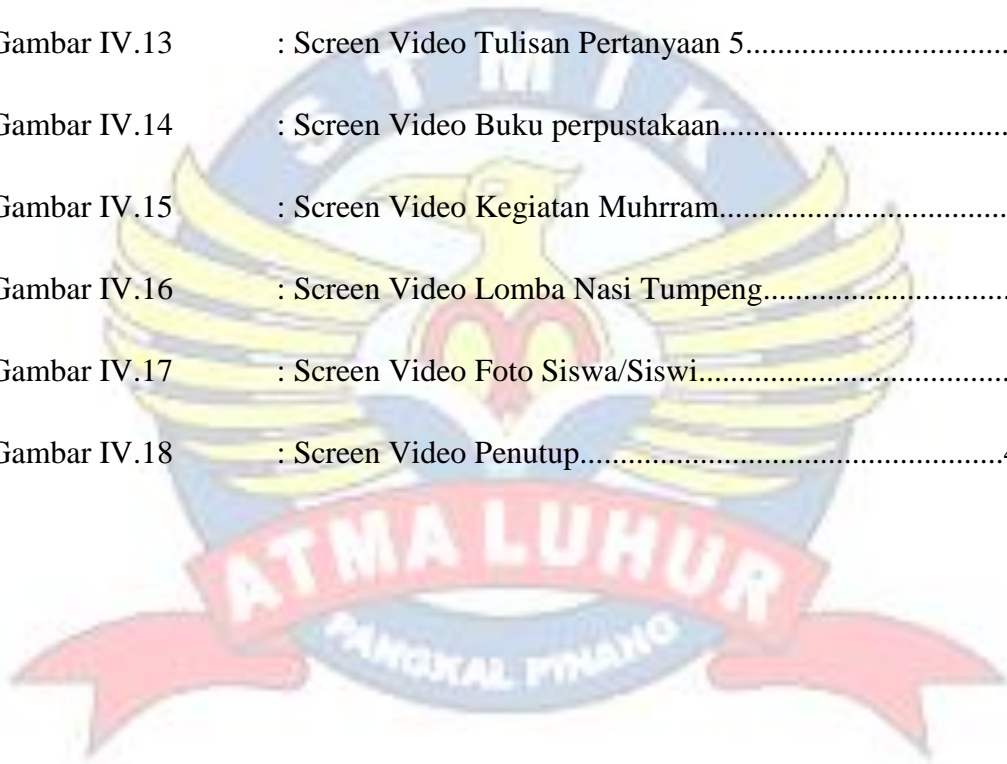 Gambar IV.13 : Screen Video Tulisan Pertanyaan 5................................
Gambar IV.14 : Screen Video Buku perpustakaan...................................
Gambar IV.15 : Screen Video Kegiatan Muhrram...................................
Gambar IV.16 : Screen Video Lomba Nasi Tumpeng..............................
Gambar IV.17 : Screen Video Foto Siswa/Siswi......................................
Gambar IV.18 : Screen Video Penutup....................................................4
STMIK
ATMA LUHUR
PANGKAL PINANG